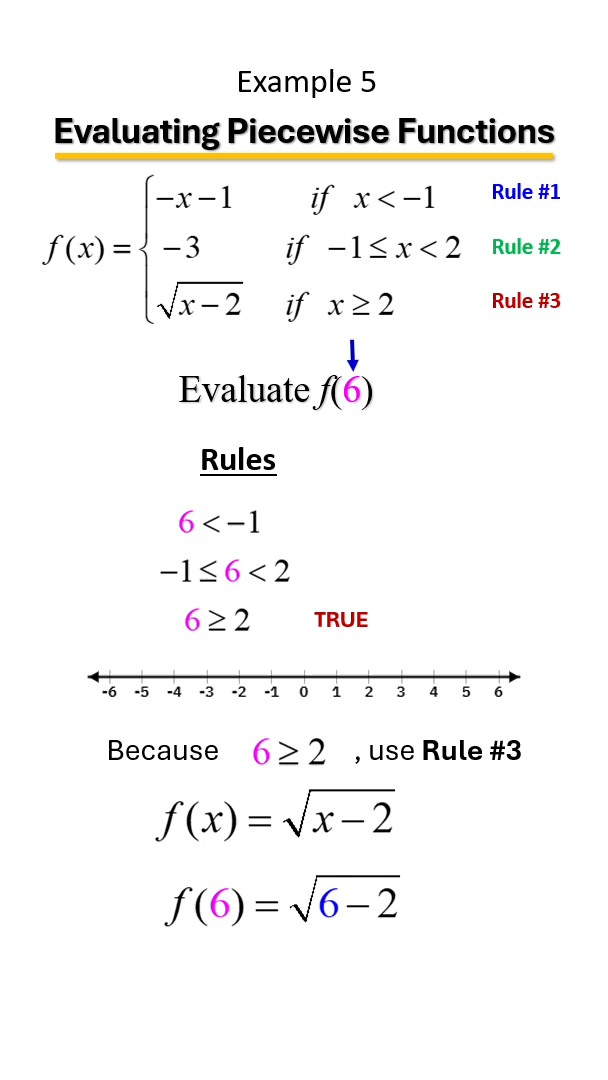 Example 5
Evaluating Piecewise Functions
−x−1 if x<−1 Rule #1
f(x)= { −3 if −1≤x<2 Rule #2
√(x−2) if x≥2 Rule #3
Evaluate f(6)
Rules
6<−1
−1≤6<2
6≥2 TRUE
-6 -5 -4 -3 -2 -1 0 1 2 3 4 5 6
Because 6≥2 , use Rule #3
f(x)=√(x−2)
f(6)=√(6−2)